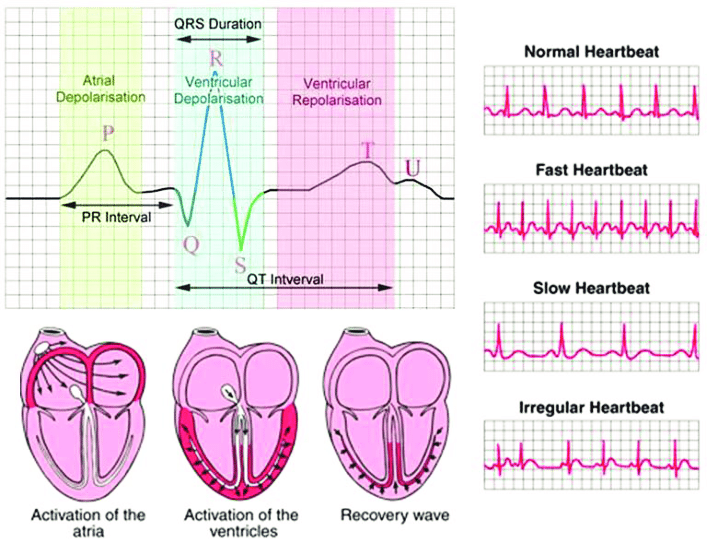 QRS Duration
R
Atrial
Depolarisation
Ventricular
Depolarisation
Ventricular
Repolarisation
P
T
U
PR Interval
Q
S
QT Intverval
Activation of the
atria
Activation of the
ventricles
Recovery wave
Normal Heartbeat
Fast Heartbeat
Slow Heartbeat
Irregular Heartbeat